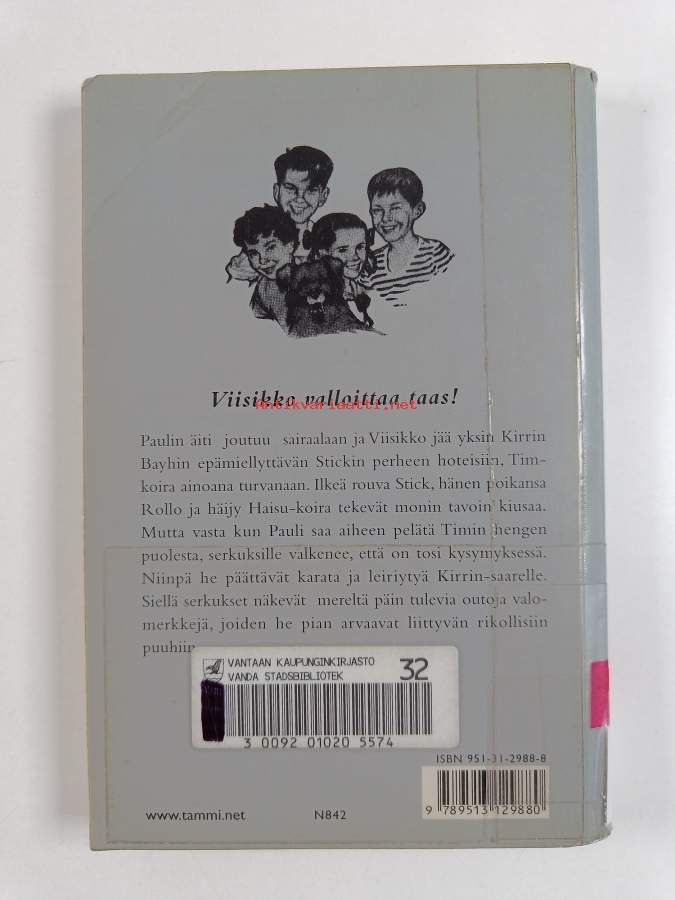 Viisikko valloittaa taas!
Antikvariaatti.net
Paulin äiti joutuu sairaalaan ja Viisikko jää yksin Kirrin
Bayhin epämiellyttävän Stickin perheen hoteisiin, Tim-
koira ainoana turvanaan. Ilkeä rouva Stick, hänen poikansa
Rollo ja häijy Haisu-koira tekevät monin tavoin kiusaa.
Mutta vasta kun Pauli saa aiheen pelätä Timin hengen
puolesta, serkuksille valkenee, että on tosi kysymyksessä.
Niinpä he päättävät karata ja leiriytyä Kirrin-saarelle.
Siellä serkukset näkevät mereltä päin tulevia outoja valo-
merkkejä, joiden he pian arvaavat liittyvän rikollisiin
puuhiin
VANTAAN KAUPUNGINKIRJASTO 32
VANDA STADSBIBLIOTEK
3 0092 01020 5574
ISBN 951-31-2988-8
9 789513 129880
www.tammi.net N842